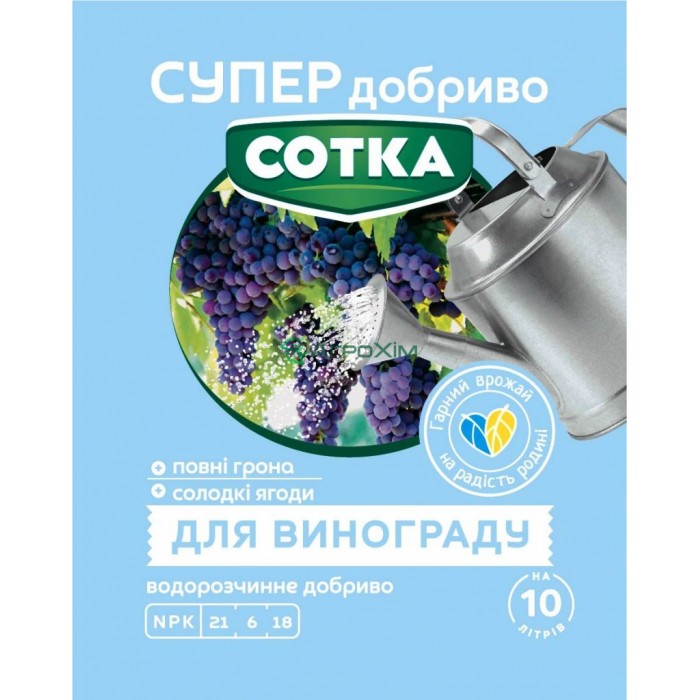 СУПЕР добриво
СОТКА
АГРОХІМ
Гарний врожай
на радість родині
+ повні грона
+ солодкі ягоди
ДЛЯ ВИНОГРАДУ
водорозчинне добриво
NPK 21 6 18
НА
10
ЛІТРІВ